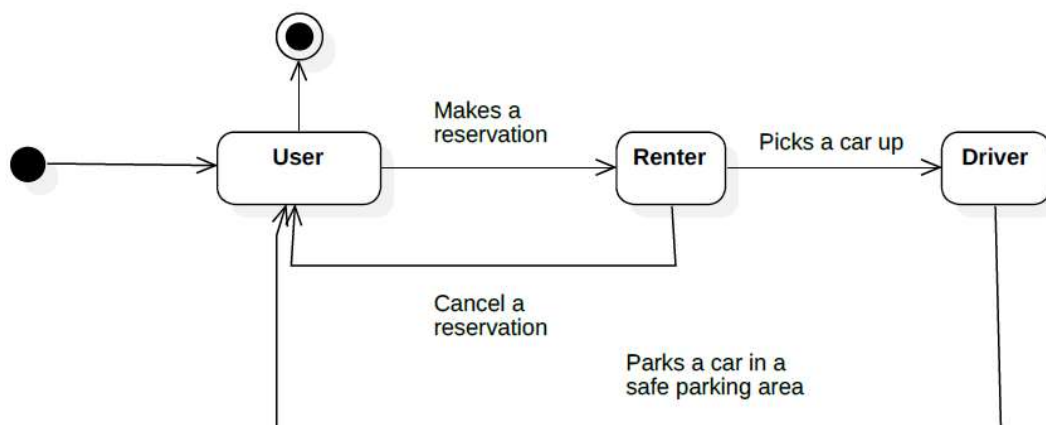 Makes a
reservation
User
Renter
Picks a car up
Driver
Cancel a
reservation
Parks a car in a
safe parking area